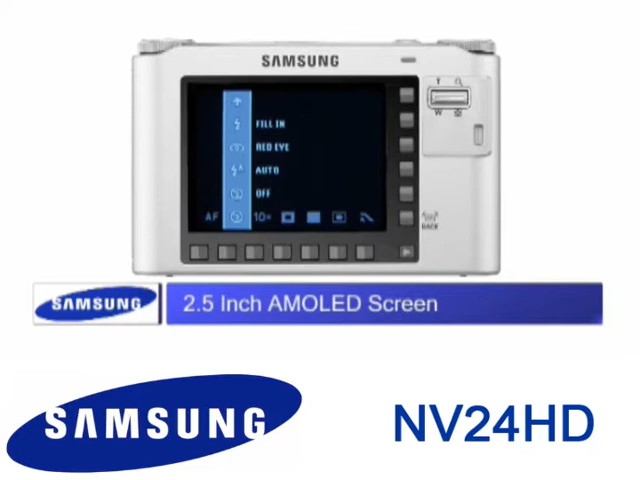 SAMSUNG
T
W
FILL IN
RED EYE
AUTO
OFF
AF
10×
BACK
SAMSUNG
2.5 Inch AMOLED Screen
SAMSUNG
NV24HD